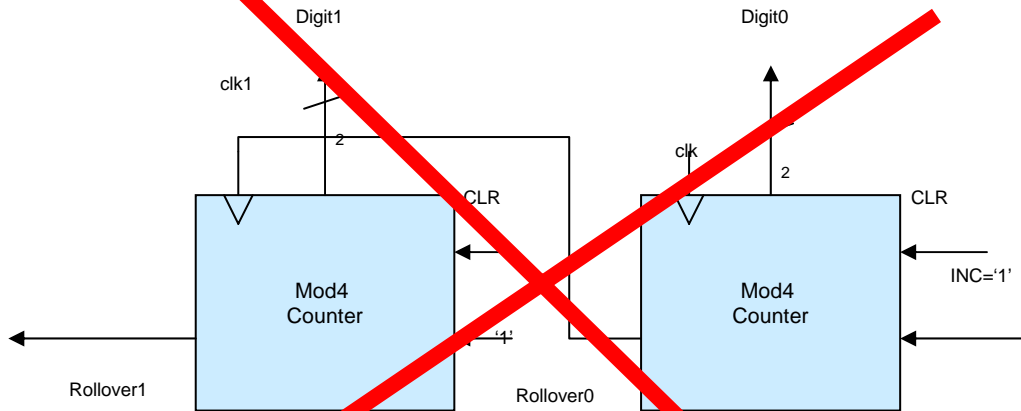 Digit1
Digit0
clk1
2
clk
2
CLR
CLR
INC=‘1’
Mod4
Counter
Mod4
Counter
‘1’
Rollover1
Rollover0